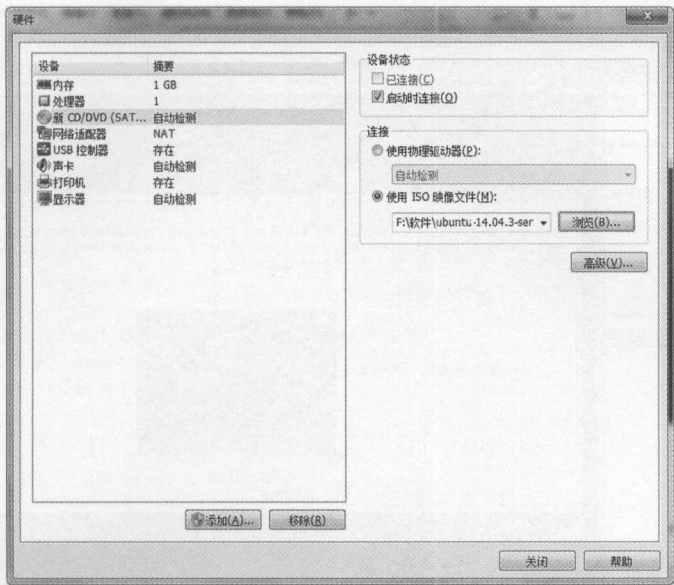 硬件
设备 摘要
内存 1 GB
处理器 1
新 CD/DVD (SAT... 自动检测
网络适配器 NAT
USB 控制器 存在
声卡 自动检测
打印机 存在
显示器 自动检测
添加(A)... 移除(R)
设备状态
已连接(C)
启动时连接(O)
连接
使用物理驱动器(P):
自动检测
使用 ISO 映像文件(M):
F:\软件\ubuntu-14.04.3-ser 浏览(B)...
高级(V)...
关闭 帮助